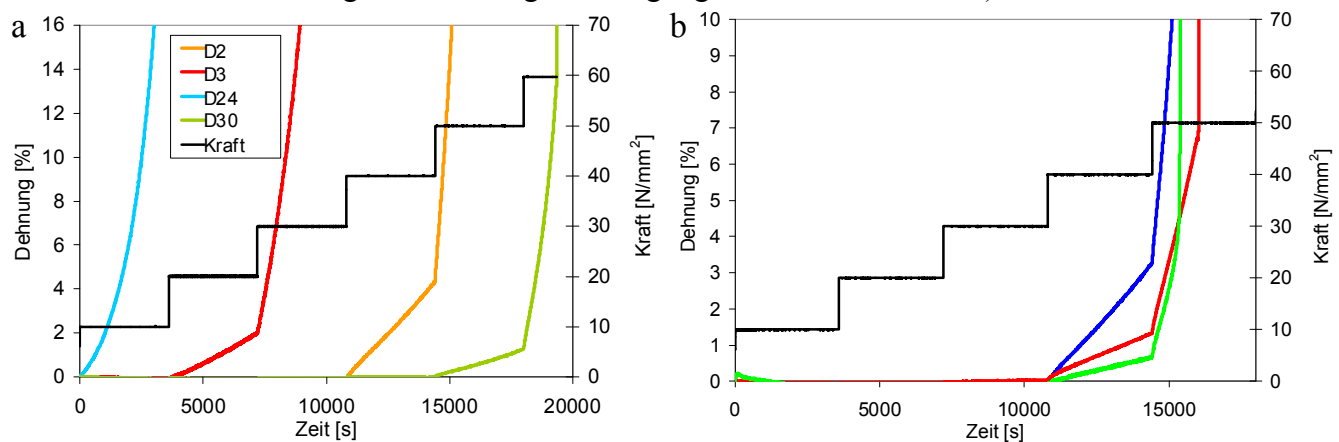 a
16
14
12
10
8
6
4
2
0
Dehnung [%]
D2
D3
D24
D30
Kraft
70
60
50
40
30
20
10
0
Kraft [N/mm²]
0 5000 10000 15000 20000
Zeit [s]
b
10
9
8
7
6
5
4
3
2
1
0
Dehnung [%]
70
60
50
40
30
20
10
0
Kraft [N/mm²]
0 5000 10000 15000
Zeit [s]